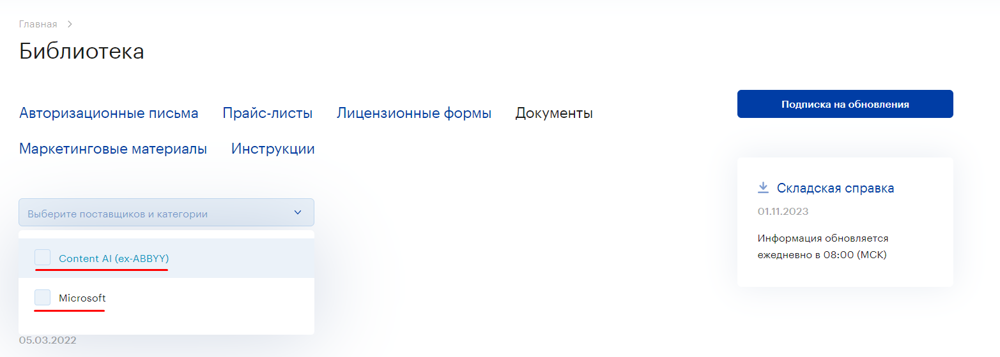 Главная
Библиотека
Авторизационные письма Прайс-листы Лицензионные формы Документы
Маркетинговые материалы Инструкции
Выберите поставщиков и категории
Content AI (ex-ABBYY)
Microsoft
05.03.2022
Подписка на обновления
Складская справка
01.11.2023
Информация обновляется
ежедневно в 08:00 (МСК)